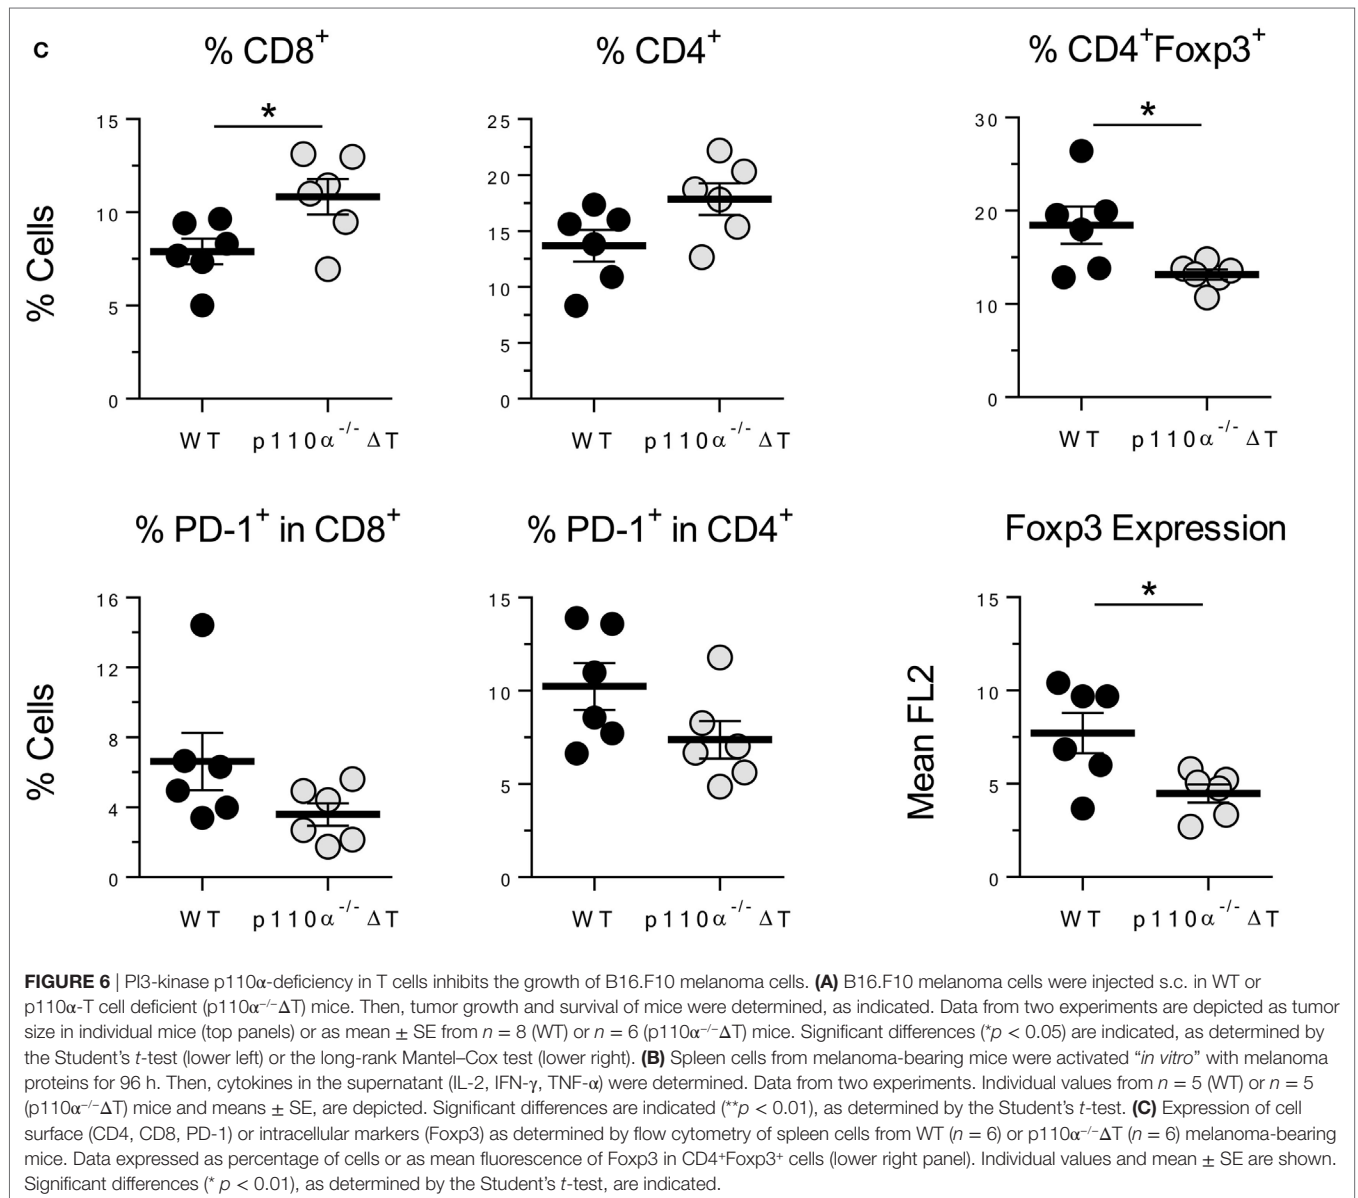 C
% CD8⁺
% CD4⁺
% CD4⁺Foxp3⁺
*
*
% Cells
15
10
5
0
25
20
15
10
5
0
30
20
10
0
WT p110α⁻/⁻ΔT
WT p110α⁻/⁻ΔT
WT p110α⁻/⁻ΔT
% PD-1⁺ in CD8⁺
% PD-1⁺ in CD4⁺
Foxp3 Expression
*
% Cells
16
12
8
4
0
15
10
5
0
Mean FL2
15
10
5
0
WT p110α⁻/⁻ΔT
WT p110α⁻/⁻ΔT
WT p110α⁻/⁻ΔT
FIGURE 6 | PI3-kinase p110α-deficiency in T cells inhibits the growth of B16.F10 melanoma cells. (A) B16.F10 melanoma cells were injected s.c. in WT or
p110α-T cell deficient (p110α⁻/⁻ΔT) mice. Then, tumor growth and survival of mice were determined, as indicated. Data from two experiments are depicted as tumor
size in individual mice (top panels) or as mean ± SE from n = 8 (WT) or n = 6 (p110α⁻/⁻ΔT) mice. Significant differences (*p < 0.05) are indicated, as determined by
the Student's t-test (lower left) or the long-rank Mantel–Cox test (lower right). (B) Spleen cells from melanoma-bearing mice were activated "in vitro" with melanoma
proteins for 96 h. Then, cytokines in the supernatant (IL-2, IFN-γ, TNF-α) were determined. Data from two experiments. Individual values from n = 5 (WT) or n = 5
(p110α⁻/⁻ΔT) mice and means ± SE, are depicted. Significant differences are indicated (**p < 0.01), as determined by the Student's t-test. (C) Expression of cell
surface (CD4, CD8, PD-1) or intracellular markers (Foxp3) as determined by flow cytometry of spleen cells from WT (n = 6) or p110α⁻/⁻ΔT (n = 6) melanoma-bearing
mice. Data expressed as percentage of cells or as mean fluorescence of Foxp3 in CD4⁺Foxp3⁺ cells (lower right panel). Individual values and mean ± SE are shown.
Significant differences (* p < 0.01), as determined by the Student's t-test, are indicated.